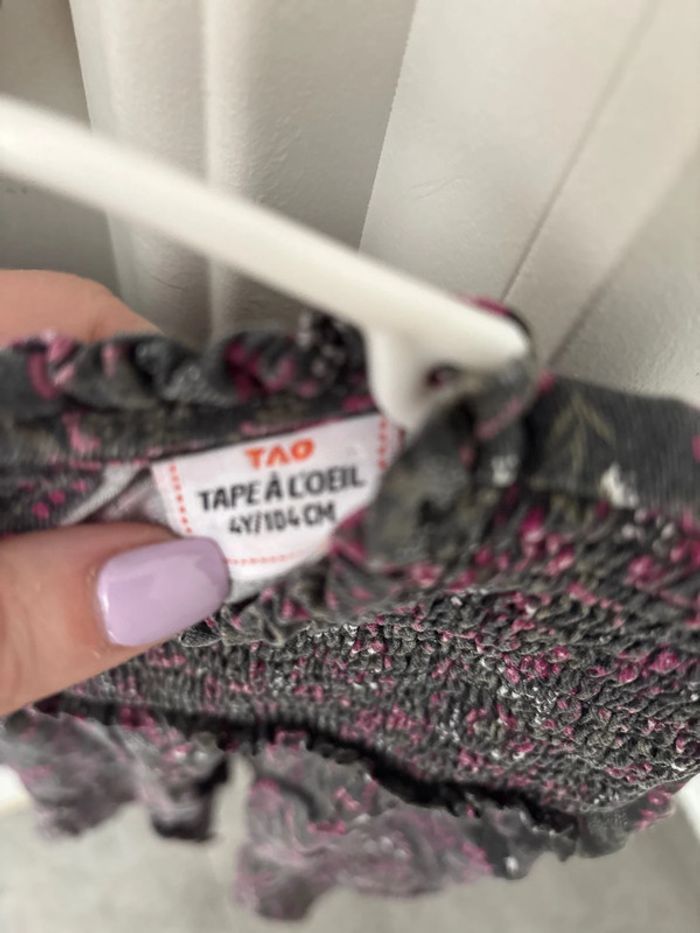 TAO
TAPE À L'OEIL
4Y/104 CM